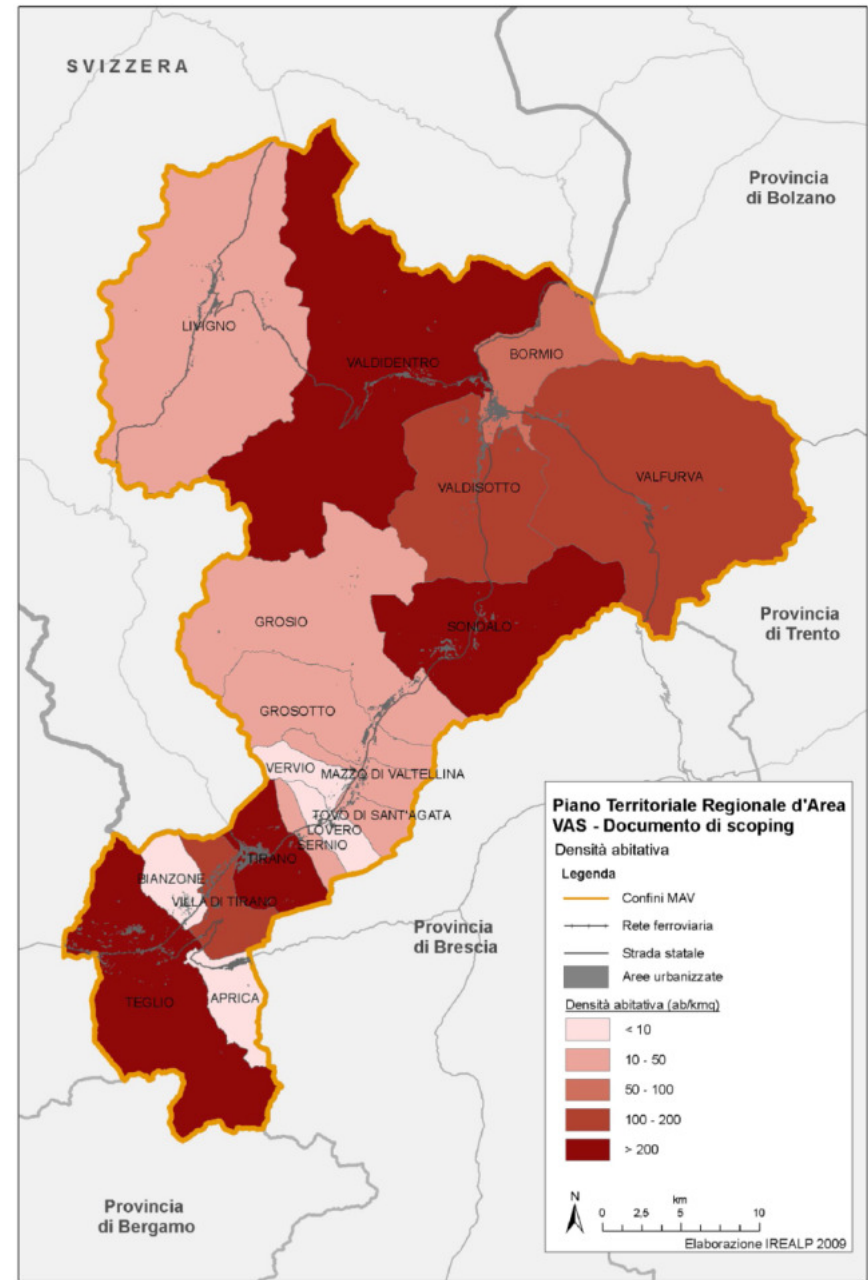 SVIZZERA
Provincia
di Bolzano
LIVIGNO
VALDIDENTRO
BORMIO
VALDISOTTO
VALFURVA
GROSIO
SONDALO
Provincia
di Trento
GROSOTTO
VERVIO
MAZZO DI VALTELLINA
TOVO DI SANT'AGATA
LOVERO
SERNIO
TIRANO
BIANZONE
VILLA DI TIRANO
Provincia
di Brescia
TEGLIO
APRICA
Provincia
di Bergamo
Piano Territoriale Regionale d'Area
VAS - Documento di scoping
Densità abitativa
Legenda
Confini MAV
Rete ferroviaria
Strada statale
Aree urbanizzate
Densità abitativa (ab/kmq)
< 10
10 - 50
50 - 100
100 - 200
> 200
N
km
0 2,5 5 10
Elaborazione IREALP 2009